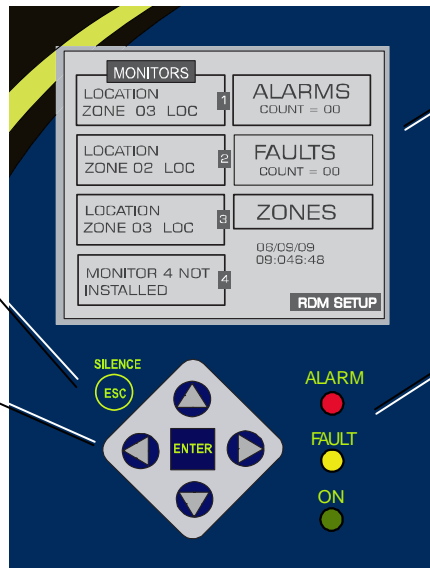 MONITORS
LOCATION
ZONE 03 LOC
1
ALARMS
COUNT = 00
LOCATION
ZONE 02 LOC
2
FAULTS
COUNT = 00
LOCATION
ZONE 03 LOC
3
ZONES
06/09/09
09:046:48
MONITOR 4 NOT
INSTALLED
4
RDM SETUP
SILENCE
ESC
ENTER
ALARM
FAULT
ON